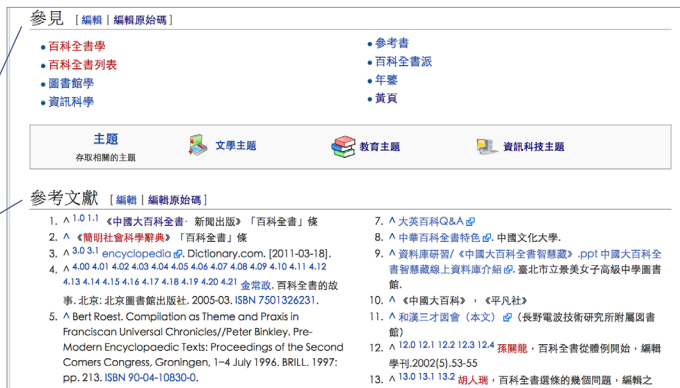 參見 [編輯 | 編輯原始碼]
百科全書學
百科全書列表
圖書館學
資訊科學
參考書
百科全書派
年鑒
黃頁
主題
存取相關的主題
文學主題
教育主題
資訊科技主題
參考文獻 [編輯 | 編輯原始碼]
1. ^ 1.0 1.1 《中國大百科全書· 新聞出版》「百科全書」條
2. ^ 《簡明社會科學辭典》「百科全書」條
3. ^ 3.0 3.1 encyclopedia. Dictionary.com. [2011-03-18].
4. ^ 4.00 4.01 4.02 4.03 4.04 4.05 4.06 4.07 4.08 4.09 4.10 4.11 4.12
4.13 4.14 4.15 4.16 4.17 4.18 4.19 4.20 4.21 金常政. 百科全書的故
事. 北京: 北京圖書館出版社. 2005-03. ISBN 7501326231.
5. ^ Bert Roest. Compilation as Theme and Praxis in
Franciscan Universal Chronicles//Peter Binkley. Pre-
Modern Encyclopaedic Texts: Proceedings of the Second
Comers Congress, Groningen, 1–4 July 1996. BRILL. 1997:
pp. 213. ISBN 90-04-10830-0.
7. ^ 大英百科Q&A
8. ^ 中華百科全書特色. 中國文化大學.
9. ^ 資料庫研習/《中國大百科全書智慧藏》.ppt 中國大百科全
書智慧藏線上資料庫介紹. 臺北市立景美女子高級中學圖書
館.
10. ^ 《中國大百科》，《平凡社》
11. ^ 和漢三才図會（本文）（長野電波技術研究所附屬図書
館）
12. ^ 12.0 12.1 12.2 12.3 12.4 孫關龍，百科全書從體例開始，編輯
學刊.2002(5).53-55
13. ^ 13.0 13.1 13.2 胡人瑞，百科全書選條的幾個問題，編輯之